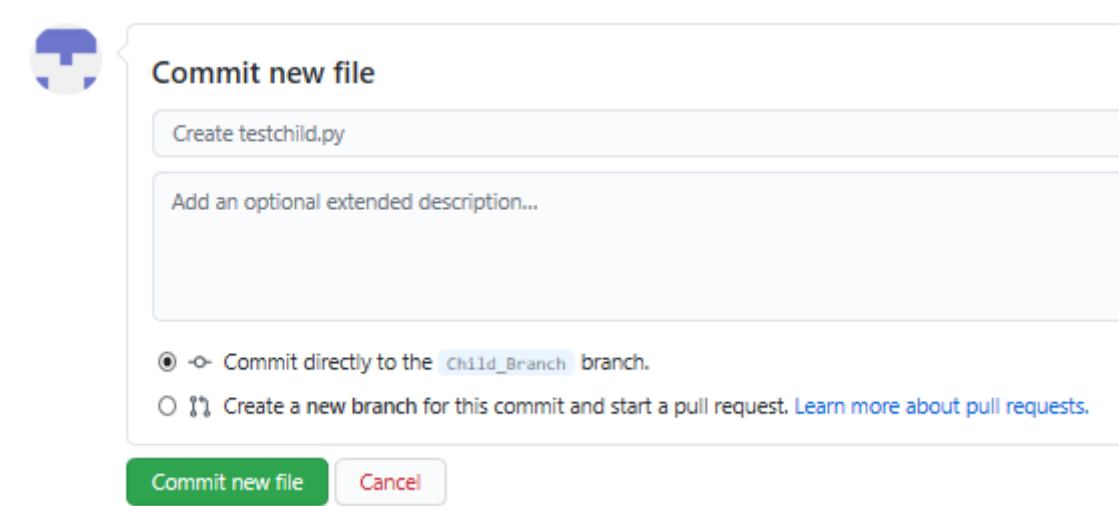 Commit new file
Create testchild.py
Add an optional extended description...
Commit directly to the Child_Branch branch.
Create a new branch for this commit and start a pull request. Learn more about pull requests.
Commit new file
Cancel